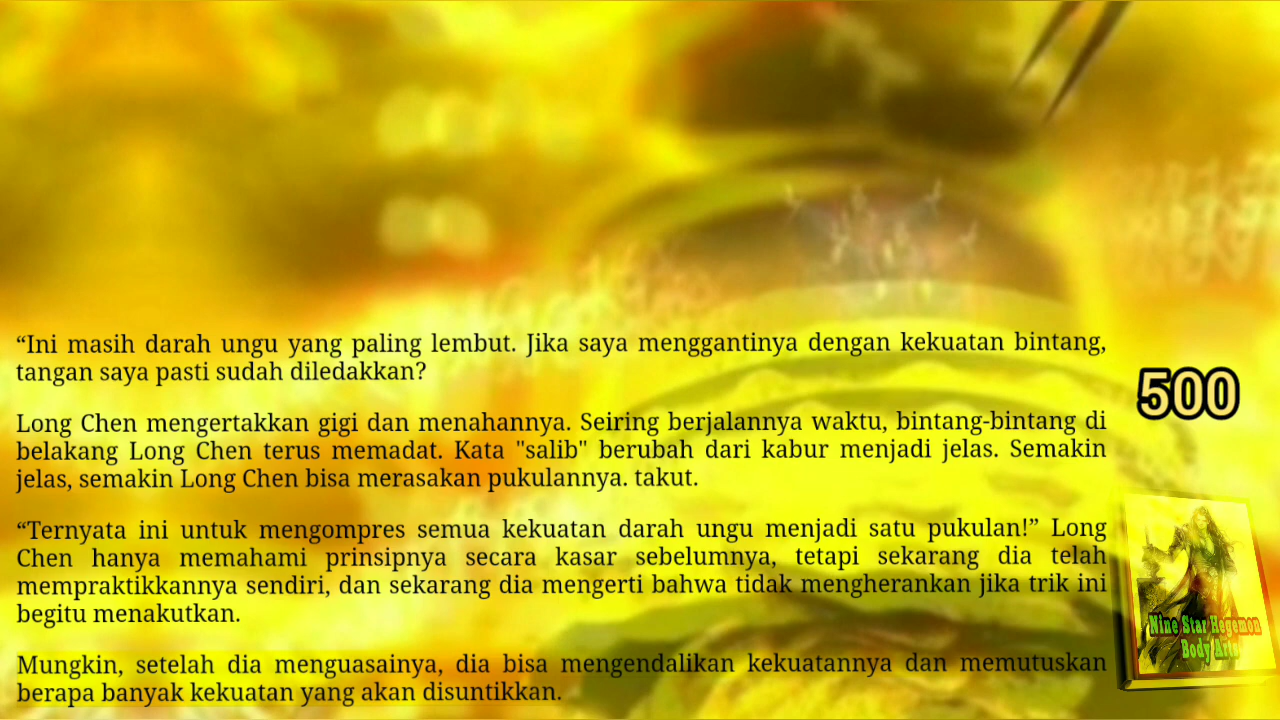 “Ini masih darah ungu yang paling lembut. Jika saya menggantinya dengan kekuatan bintang,
tangan saya pasti sudah diledakkan?
Long Chen mengertakkan gigi dan menahannya. Seiring berjalannya waktu, bintang-bintang di
belakang Long Chen terus memadat. Kata "salib" berubah dari kabur menjadi jelas. Semakin
jelas, semakin Long Chen bisa merasakan pukulannya. takut.
“Ternyata ini untuk mengompres semua kekuatan darah ungu menjadi satu pukulan!” Long
Chen hanya memahami prinsipnya secara kasar sebelumnya, tetapi sekarang dia telah
mempraktikkannya sendiri, dan sekarang dia mengerti bahwa tidak mengherankan jika trik ini
begitu menakutkan.
Mungkin, setelah dia menguasainya, dia bisa mengendalikan kekuatannya dan memutuskan
berapa banyak kekuatan yang akan disuntikkan.
500
Nine Star Hegemon
Body Arts